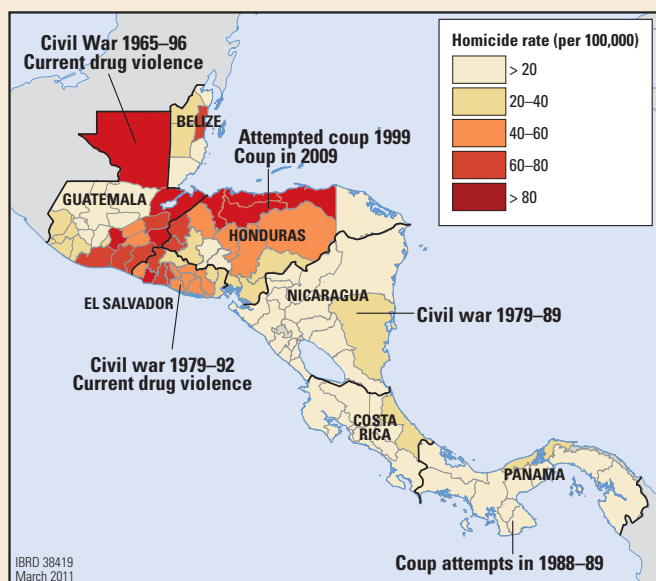 Civil War 1965–96
Current drug violence
Homicide rate (per 100,000)
> 20
20–40
40–60
60–80
> 80
BELIZE
Attempted coup 1999
Coup in 2009
GUATEMALA
HONDURAS
EL SALVADOR
NICARAGUA
Civil war 1979–89
Civil war 1979–92
Current drug violence
COSTA
RICA
PANAMA
Coup attempts in 1988–89
IBRD 38419
March 2011